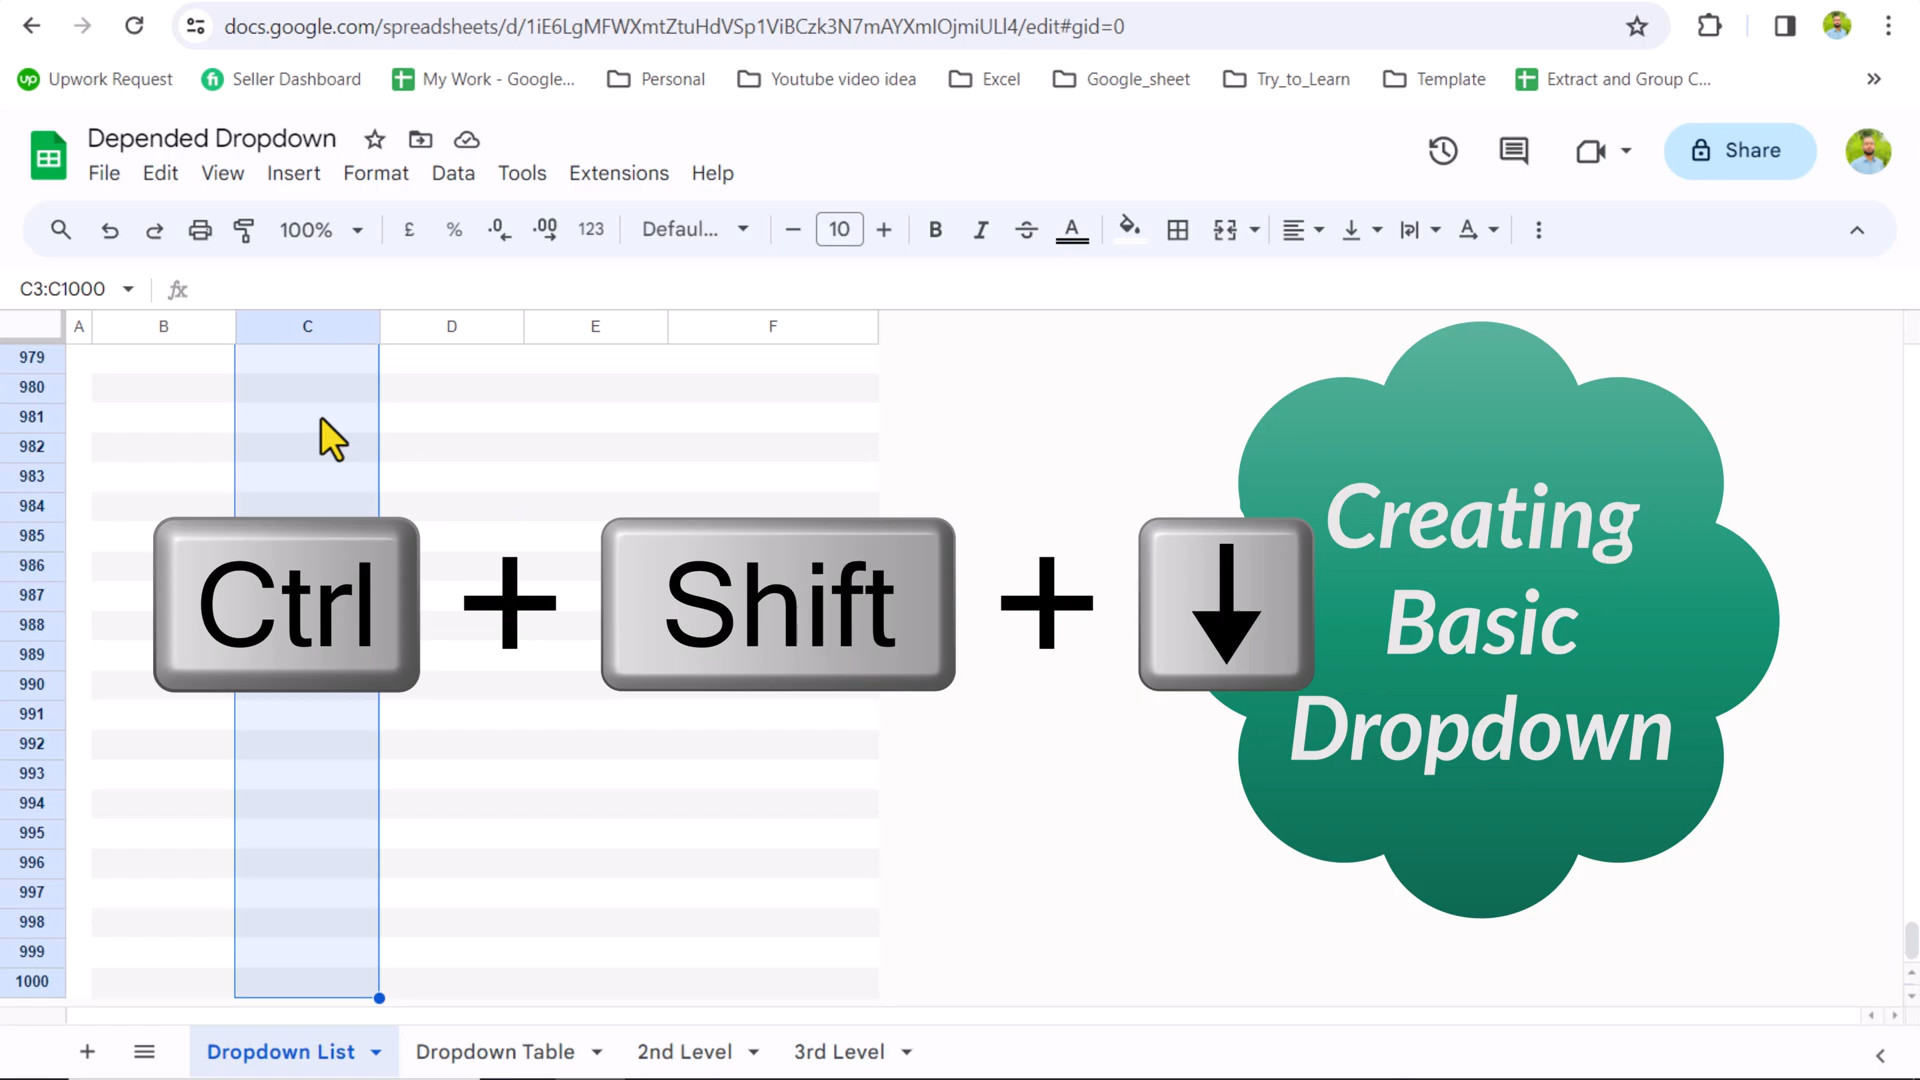 docs.google.com/spreadsheets/d/1iE6LgMFWXmtZtuHdVSp1ViBCzk3N7mAYXmIOjmiULl4/edit#gid=0
up Upwork Request
fi Seller Dashboard
My Work - Google...
Personal
Youtube video idea
Excel
Google_sheet
Try_to_Learn
Template
Extract and Group C...
»
Depended Dropdown
File Edit View Insert Format Data Tools Extensions Help
Share
100% £ % .0 .00 123 Defaul... − 10 + B I S A
C3:C1000 fx
A B C D E F
979
980
981
982
983
984
985
986
987
988
989
990
991
992
993
994
995
996
997
998
999
1000
Ctrl + Shift + ↓
Creating
Basic
Dropdown
+ Dropdown List Dropdown Table 2nd Level 3rd Level